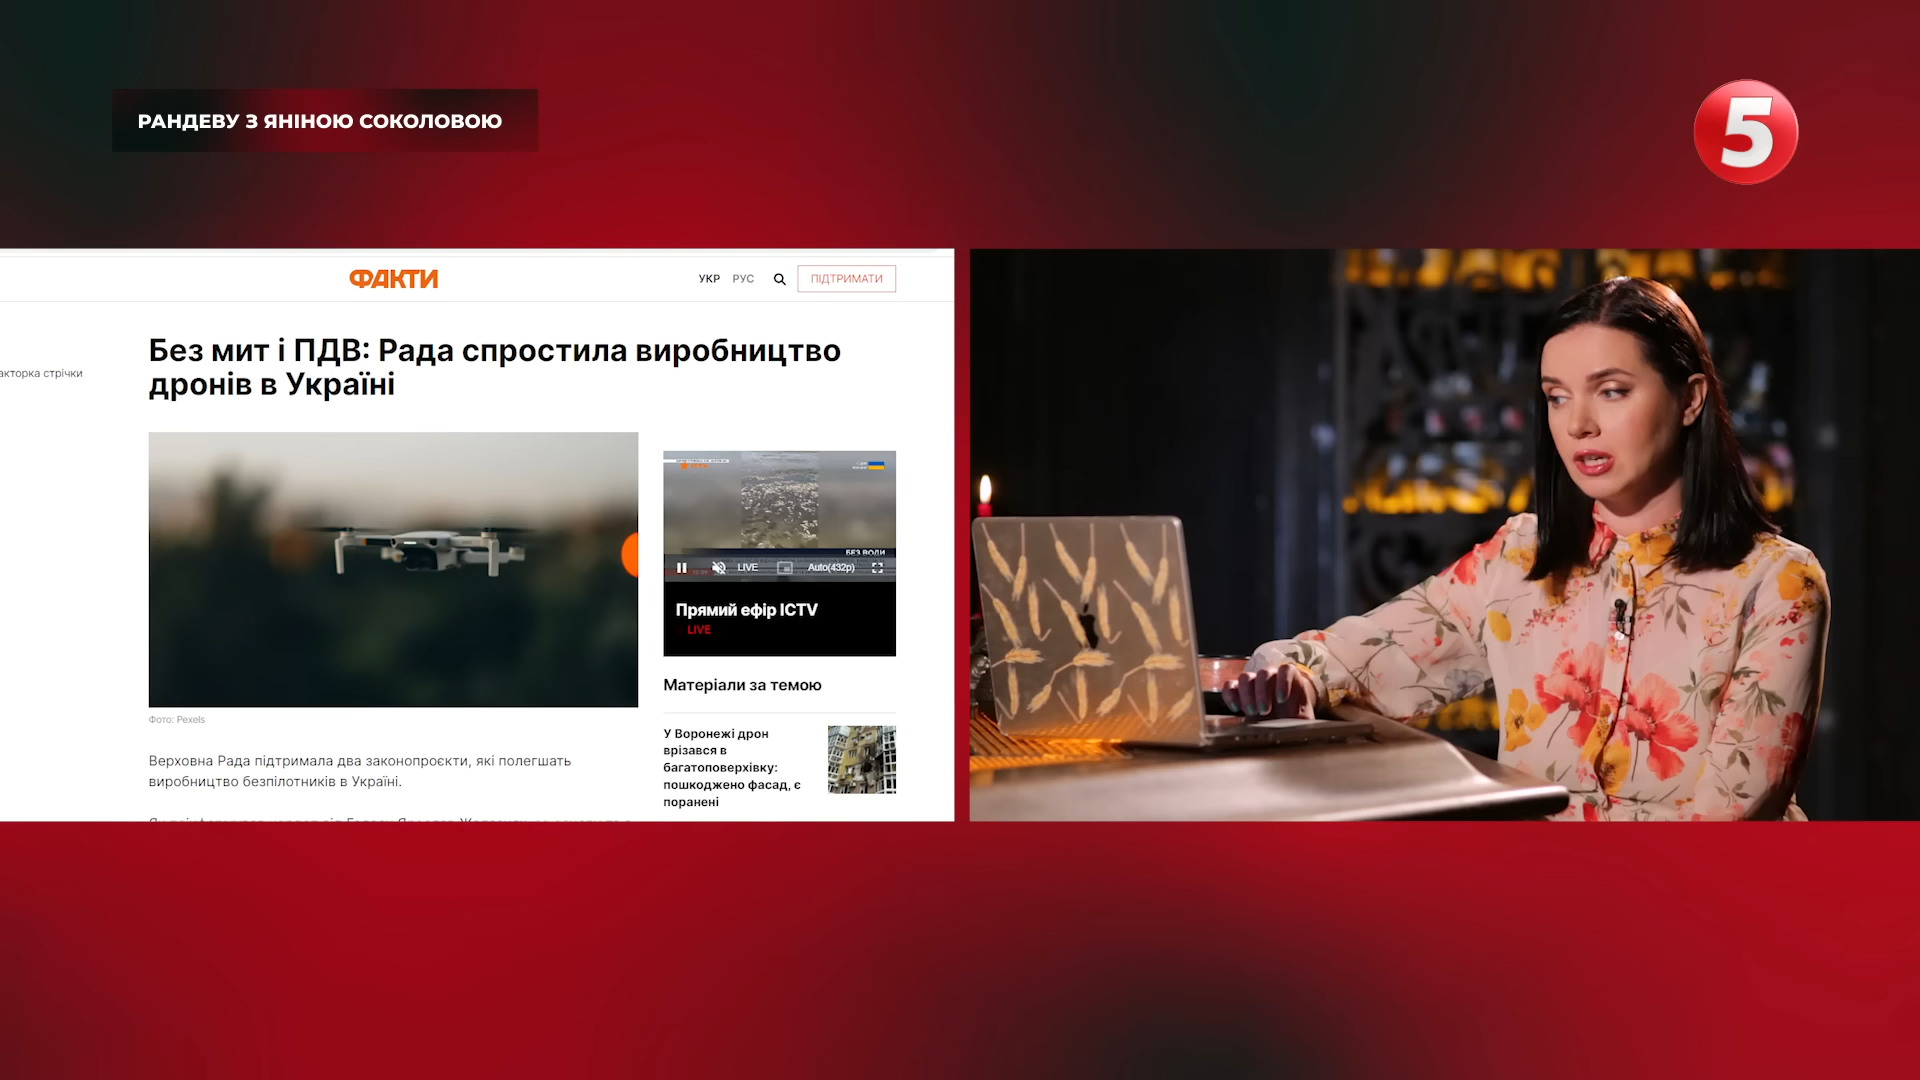 РАНДЕВУ З ЯНІНОЮ СОКОЛОВОЮ
5
ФАКТИ
УКР РУС
ПІДТРИМАТИ
Без мит і ПДВ: Рада спростила виробництво
дронів в Україні
акторка стрічки
БЕЗ ВОДИ
LIVE
Auto(432p)
Прямий ефір ICTV
LIVE
Матеріали за темою
Фото: Pexels
У Воронежі дрон
врізався в
багатоповерхівку:
пошкоджено фасад, є
поранені
Верховна Рада підтримала два законопроєкти, які полегшать
виробництво безпілотників в Україні.